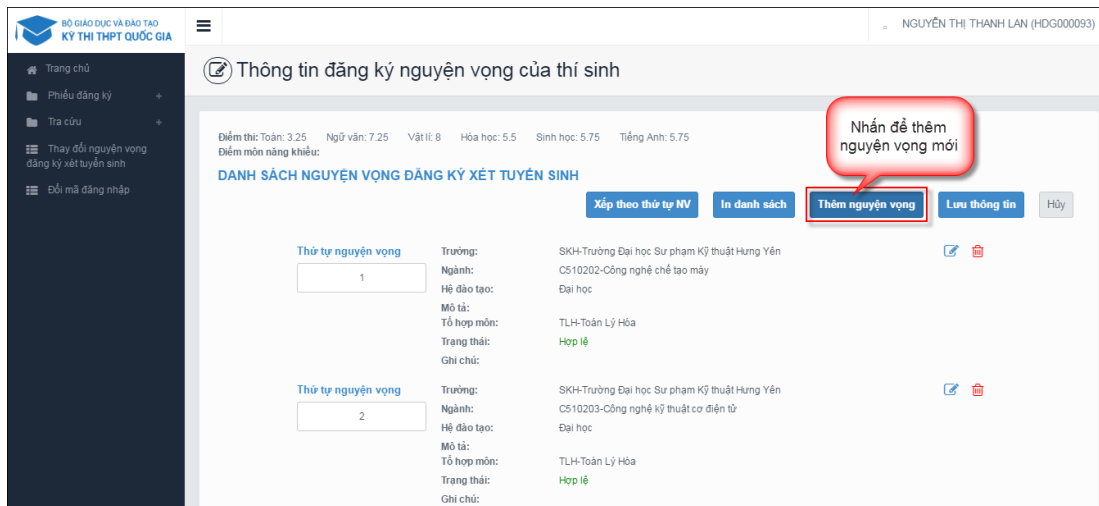 BỘ GIÁO DỤC VÀ ĐÀO TẠO
KỲ THI THPT QUỐC GIA
NGUYỄN THỊ THANH LAN (HDG000093)
Trang chủ
Phiếu đăng ký +
Tra cứu +
Thay đổi nguyện vọng
đăng ký xét tuyển sinh
Đổi mã đăng nhập
Thông tin đăng ký nguyện vọng của thí sinh
Nhấn để thêm
nguyện vọng mới
Điểm thi: Toán: 3.25 Ngữ văn: 7.25 Vật lí: 8 Hóa học: 5.5 Sinh học: 5.75 Tiếng Anh: 5.75
Điểm môn năng khiếu:
DANH SÁCH NGUYỆN VỌNG ĐĂNG KÝ XÉT TUYỂN SINH
Xếp theo thứ tự NV In danh sách Thêm nguyện vọng Lưu thông tin Hủy
Thứ tự nguyện vọng
1
Trường: SKH-Trường Đại học Sư phạm Kỹ thuật Hưng Yên
Ngành: C510202-Công nghệ chế tạo máy
Hệ đào tạo: Đại học
Mô tả:
Tổ hợp môn: TLH-Toán Lý Hóa
Trạng thái: Hợp lệ
Ghi chú:
Thứ tự nguyện vọng
2
Trường: SKH-Trường Đại học Sư phạm Kỹ thuật Hưng Yên
Ngành: C510203-Công nghệ kỹ thuật cơ điện tử
Hệ đào tạo: Đại học
Mô tả:
Tổ hợp môn: TLH-Toán Lý Hóa
Trạng thái: Hợp lệ
Ghi chú: